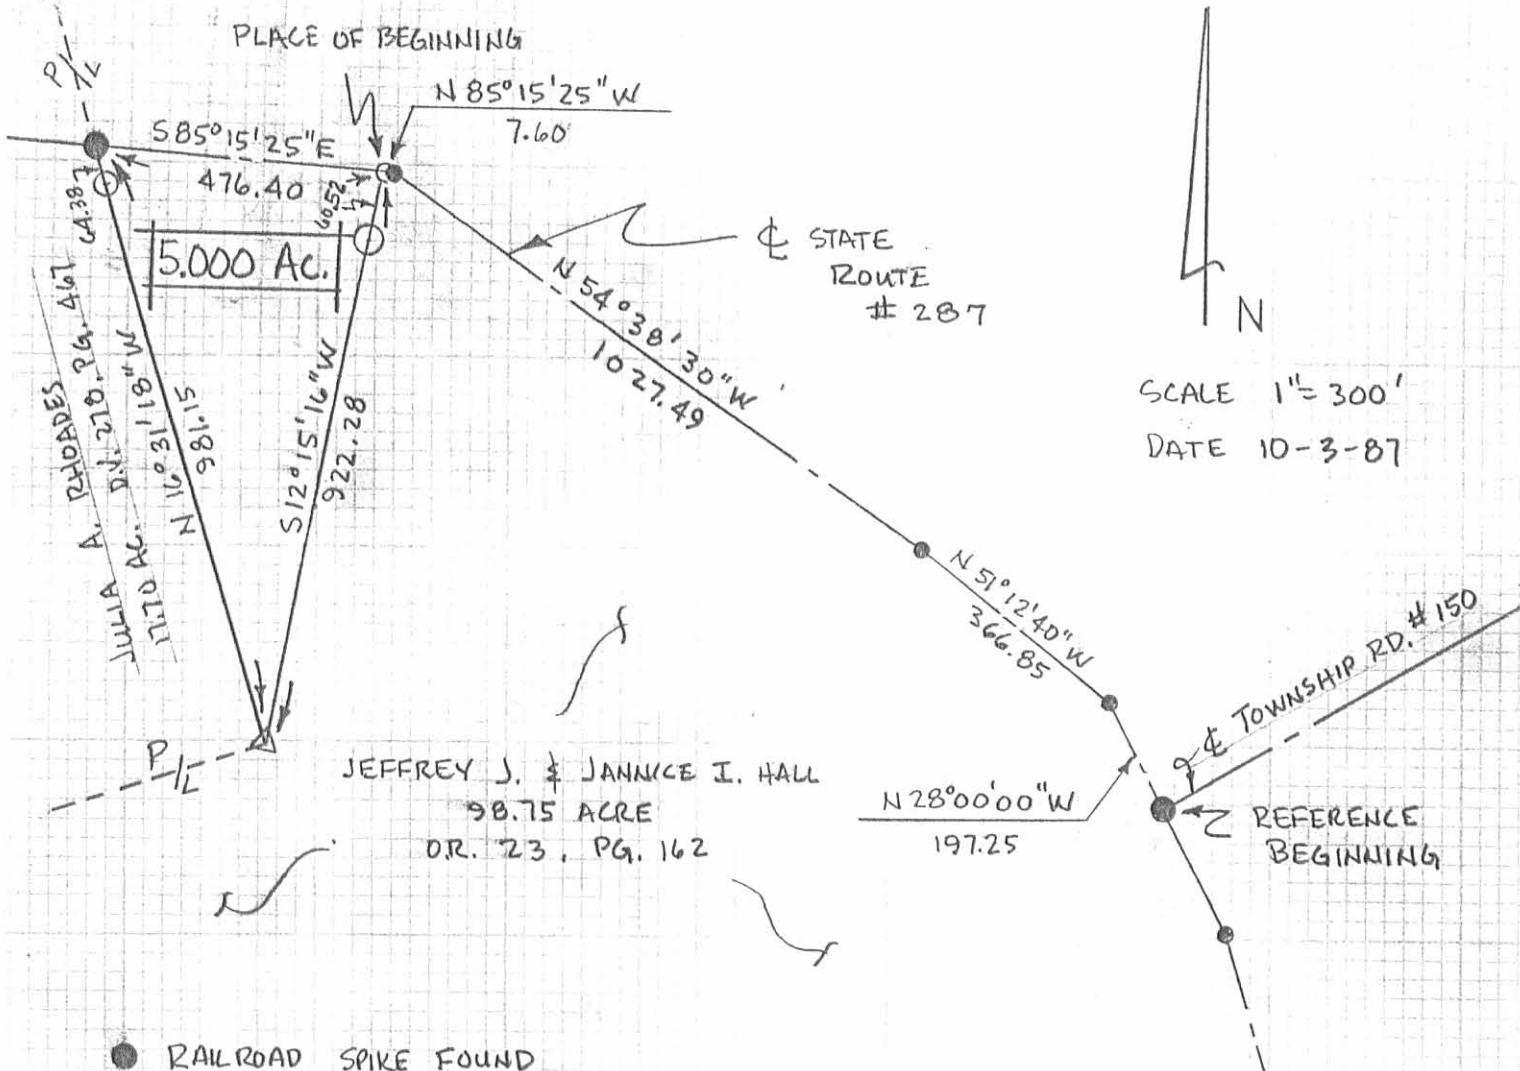 PLACE OF BEGINNING
P/L
N 85°15'25" W
7.60
S 85°15'25" E
476.40
60.52
64.38
5.000 AC.
℄ STATE
ROUTE
# 287
N
N 54°38'30" W
1027.49
SCALE 1"= 300'
DATE 10-3-87
JULIA A. RHOADES
17.70 AC. D.V. 278, PG. 467
N 16°31'18" W
981.15
S 12°15'16" W
922.28
N 51°12'40" W
366.85
℄ TOWNSHIP RD. # 150
P/L
JEFFREY J. & JANNICE I. HALL
98.75 ACRE
O.R. 23, PG. 162
N 28°00'00" W
197.25
REFERENCE
BEGINNING
RAILROAD SPIKE FOUND